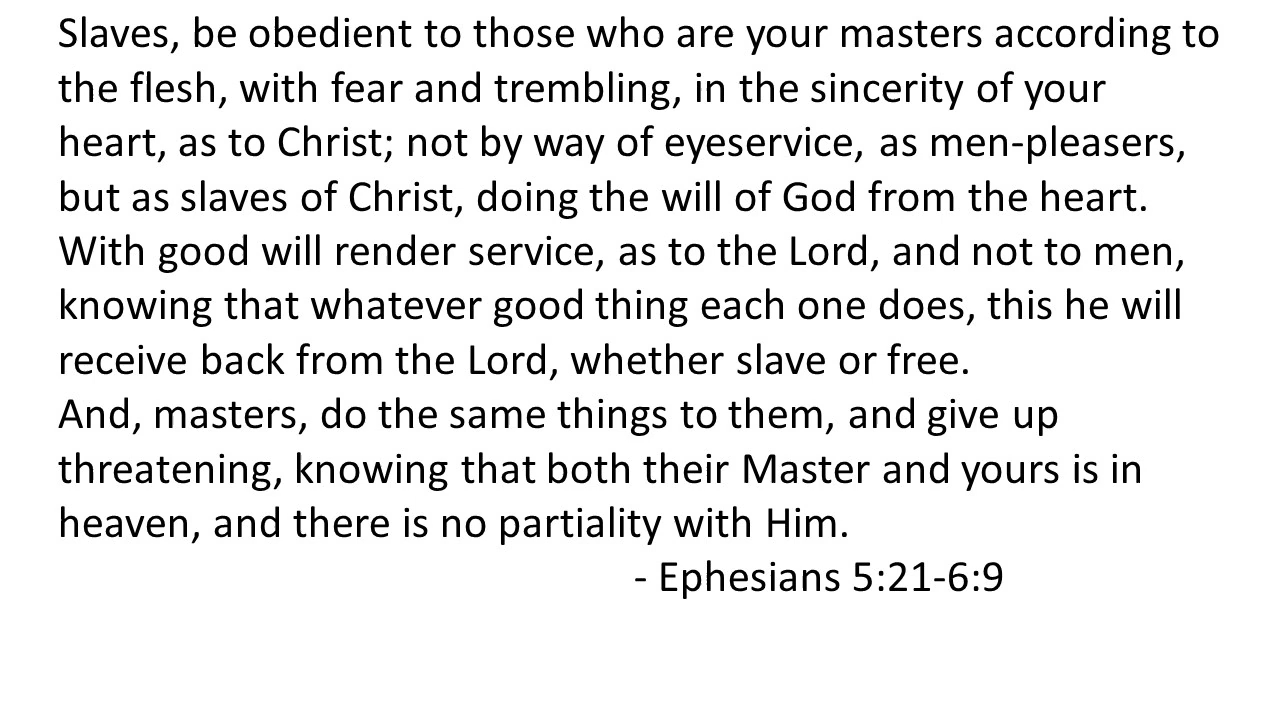 Slaves, be obedient to those who are your masters according to
the flesh, with fear and trembling, in the sincerity of your
heart, as to Christ; not by way of eyeservice, as men-pleasers,
but as slaves of Christ, doing the will of God from the heart.
With good will render service, as to the Lord, and not to men,
knowing that whatever good thing each one does, this he will
receive back from the Lord, whether slave or free.
And, masters, do the same things to them, and give up
threatening, knowing that both their Master and yours is in
heaven, and there is no partiality with Him.
- Ephesians 5:21-6:9